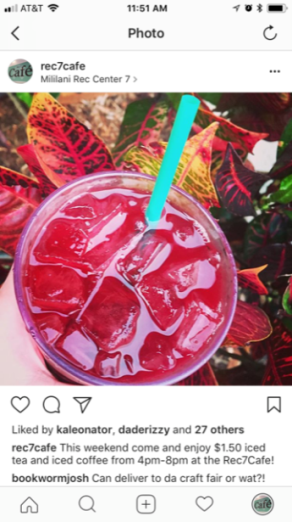 AT&T 11:51 AM
Photo
rec7cafe
Mililani Rec Center 7 >
Liked by kaleonator, daderizzy and 27 others
rec7cafe This weekend come and enjoy $1.50 iced
tea and iced coffee from 4pm-8pm at the Rec7Cafe!
bookwormjosh Can deliver to da craft fair or wat?!